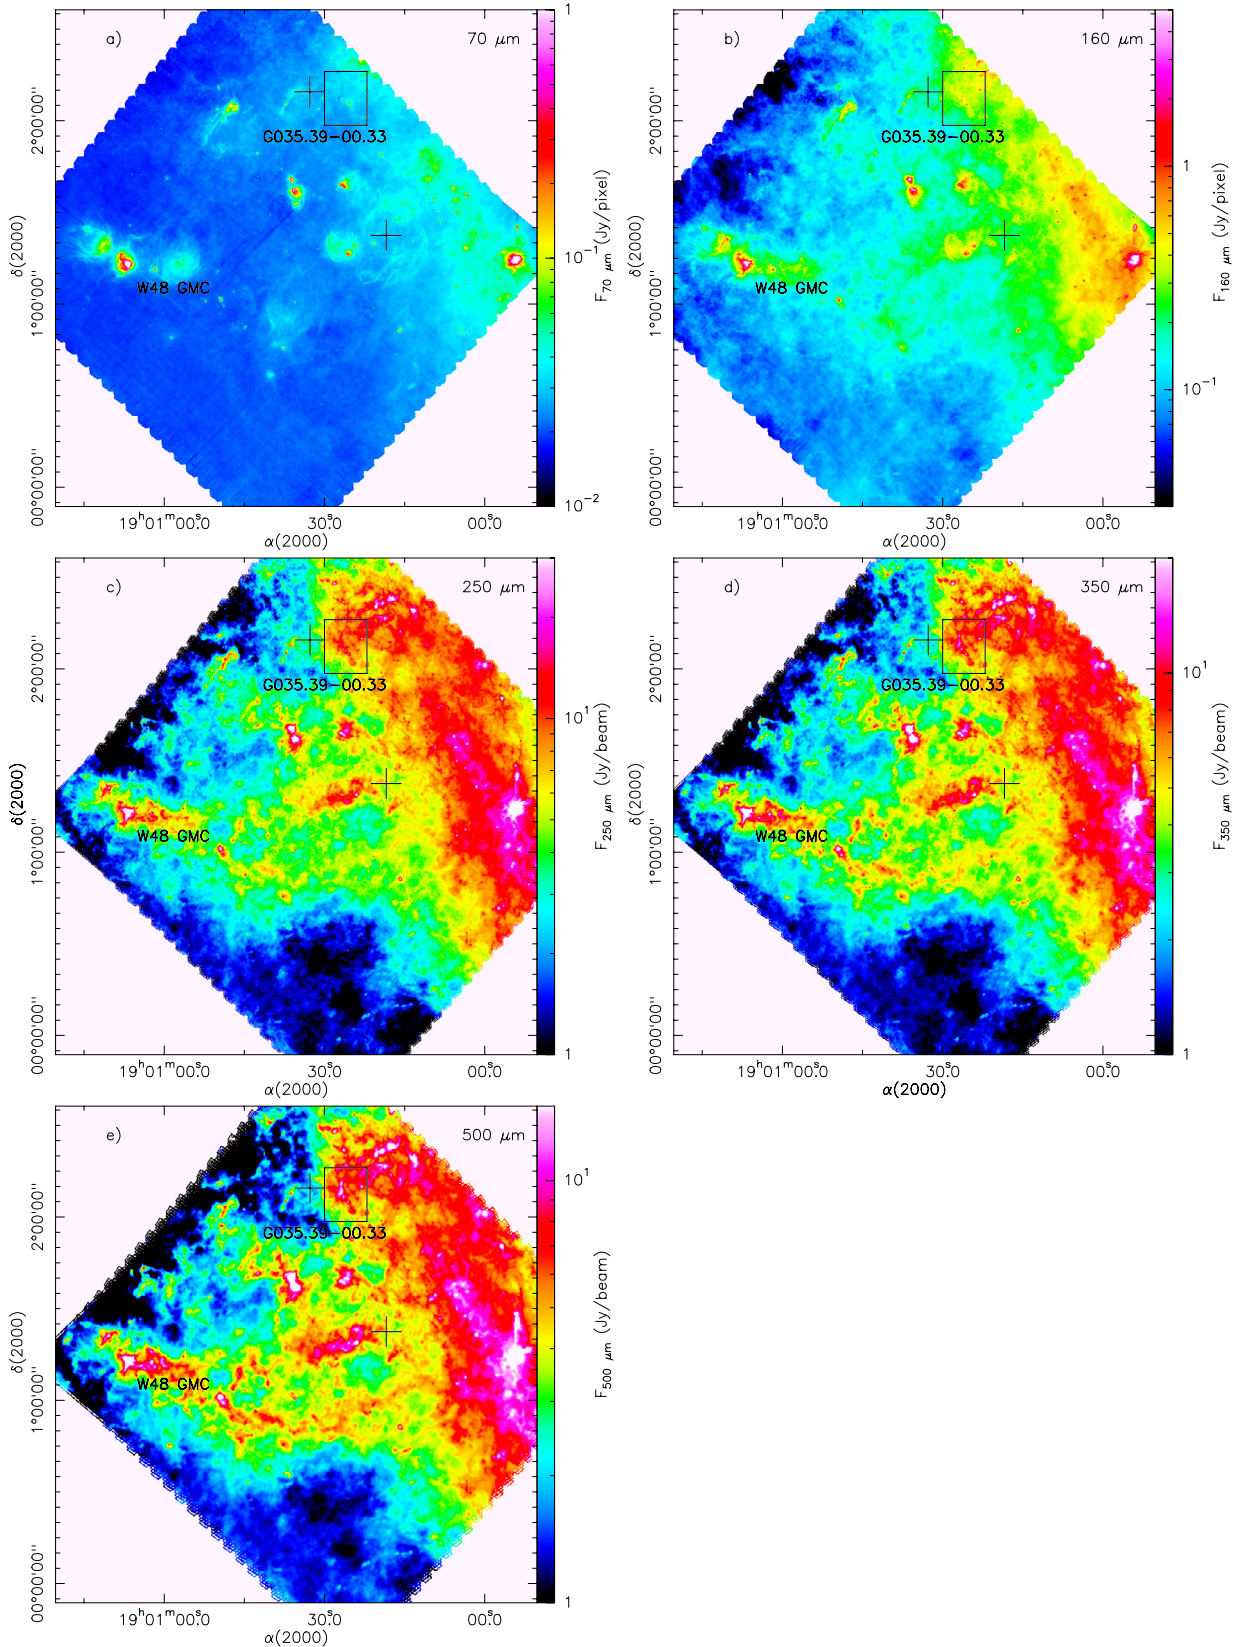 a)
70 μm
G035.39−00.33
W48 GMC
2°00'00''
1°00'00''
00°00'00''
δ(2000)
19ʰ01ᵐ00ˢ.0
30ˢ.0
00ˢ.0
α(2000)
1
10⁻¹
10⁻²
F₇₀ μm (Jy/pixel)
b)
160 μm
G035.39−00.33
W48 GMC
2°00'00''
1°00'00''
00°00'00''
δ(2000)
19ʰ01ᵐ00ˢ.0
30ˢ.0
00ˢ.0
α(2000)
1
10⁻¹
F₁₆₀ μm (Jy/pixel)
c)
250 μm
G035.39−00.33
W48 GMC
2°00'00''
1°00'00''
00°00'00''
δ(2000)
19ʰ01ᵐ00ˢ.0
30ˢ.0
00ˢ.0
α(2000)
10¹
1
F₂₅₀ μm (Jy/beam)
d)
350 μm
G035.39−00.33
W48 GMC
2°00'00''
1°00'00''
00°00'00''
δ(2000)
19ʰ01ᵐ00ˢ.0
30ˢ.0
00ˢ.0
α(2000)
10¹
1
F₃₅₀ μm (Jy/beam)
e)
500 μm
G035.39−00.33
W48 GMC
2°00'00''
1°00'00''
00°00'00''
δ(2000)
19ʰ01ᵐ00ˢ.0
30ˢ.0
00ˢ.0
α(2000)
10¹
1
F₅₀₀ μm (Jy/beam)